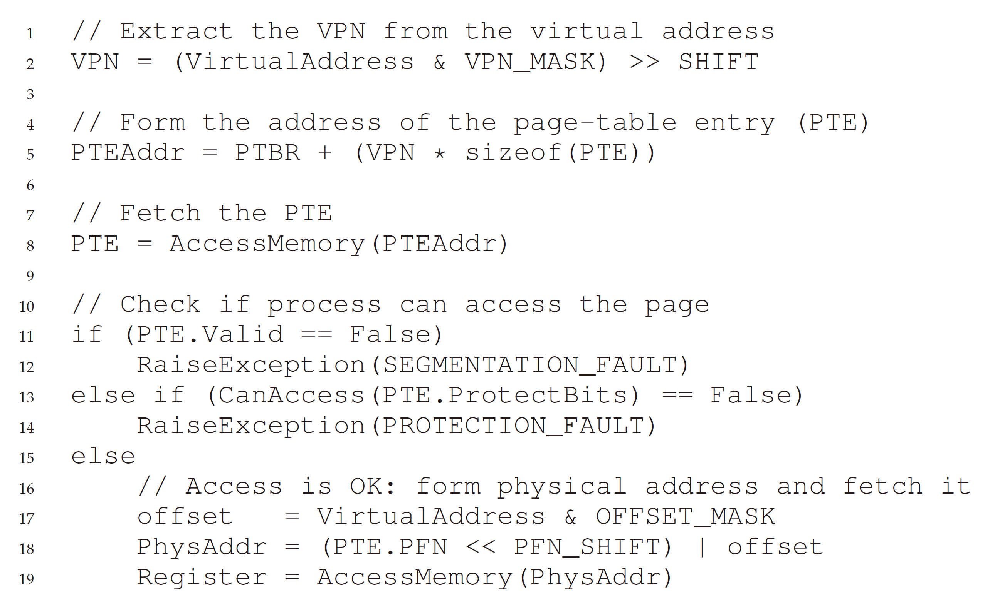 1 // Extract the VPN from the virtual address
2 VPN = (VirtualAddress & VPN_MASK) >> SHIFT
3
4 // Form the address of the page-table entry (PTE)
5 PTEAddr = PTBR + (VPN * sizeof(PTE))
6
7 // Fetch the PTE
8 PTE = AccessMemory(PTEAddr)
9
10 // Check if process can access the page
11 if (PTE.Valid == False)
12     RaiseException(SEGMENTATION_FAULT)
13 else if (CanAccess(PTE.ProtectBits) == False)
14     RaiseException(PROTECTION_FAULT)
15 else
16     // Access is OK: form physical address and fetch it
17     offset   = VirtualAddress & OFFSET_MASK
18     PhysAddr = (PTE.PFN << PFN_SHIFT) | offset
19     Register = AccessMemory(PhysAddr)